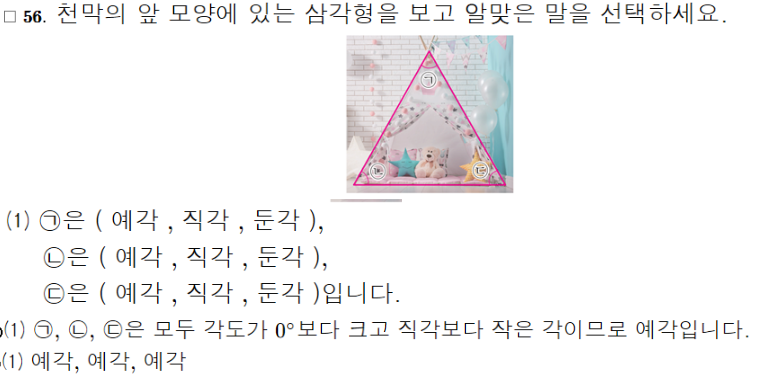 □ 56. 천막의 앞 모양에 있는 삼각형을 보고 알맞은 말을 선택하세요.
㉠
㉡ ㉢
(1) ㉠은 ( 예각 , 직각 , 둔각 ),
㉡은 ( 예각 , 직각 , 둔각 ),
㉢은 ( 예각 , 직각 , 둔각 )입니다.
(1) ㉠, ㉡, ㉢은 모두 각도가 0°보다 크고 직각보다 작은 각이므로 예각입니다.
(1) 예각, 예각, 예각